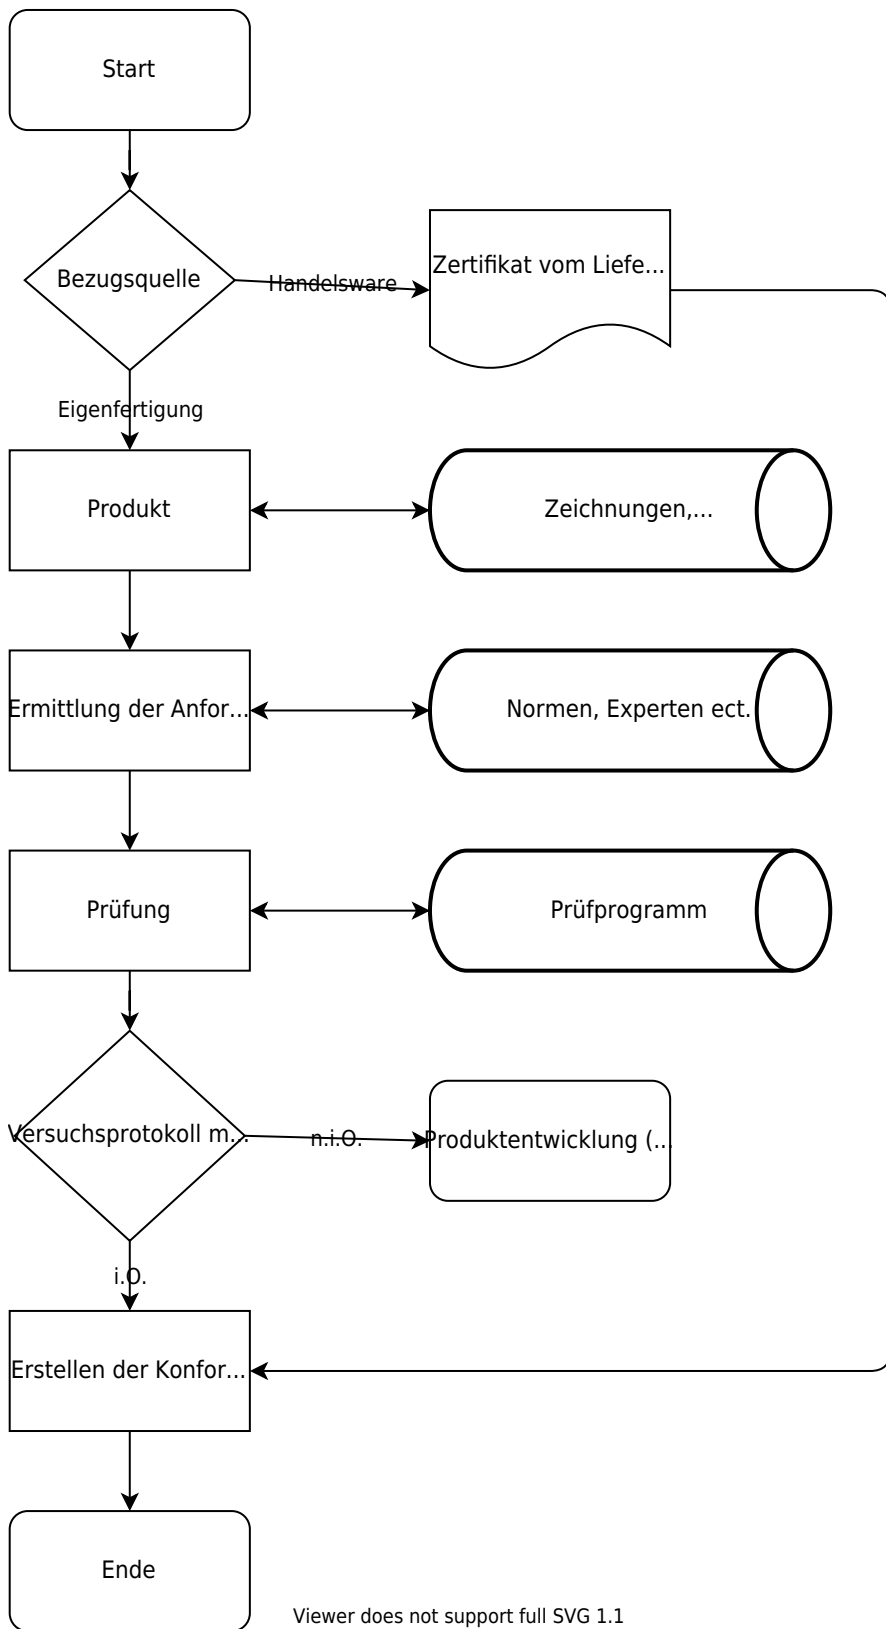 Start
Bezugsquelle
Handelsware
Zertifikat vom Liefe...
Eigenfertigung
Produkt
Zeichnungen,...
Ermittlung der Anfor...
Normen, Experten ect.
Prüfung
Prüfprogramm
Versuchsprotokoll m...
n.i.O.
Produktentwicklung (...
i.O.
Erstellen der Konfor...
Ende
Viewer does not support full SVG 1.1